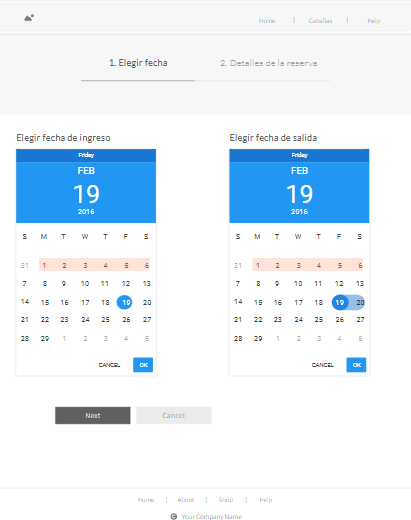 Home | Cabañas | Help
1. Elegir fecha 2. Detalles de la reserva
Elegir fecha de ingreso Elegir fecha de salida
Friday Friday
FEB FEB
19 19
2016 2016
S M T W T F S S M T W T F S
31 1 2 3 4 5 6 31 1 2 3 4 5 6
7 8 9 10 11 12 13 7 8 9 10 11 12 13
14 15 16 17 18 19 20 14 15 16 17 18 19 20
21 22 23 24 25 26 27 21 22 23 24 25 26 27
28 29 1 2 3 4 5 28 29 1 2 3 4 5
CANCEL OK CANCEL OK
Next Cancel
Home | About | Shop | Help
© Your Company Name